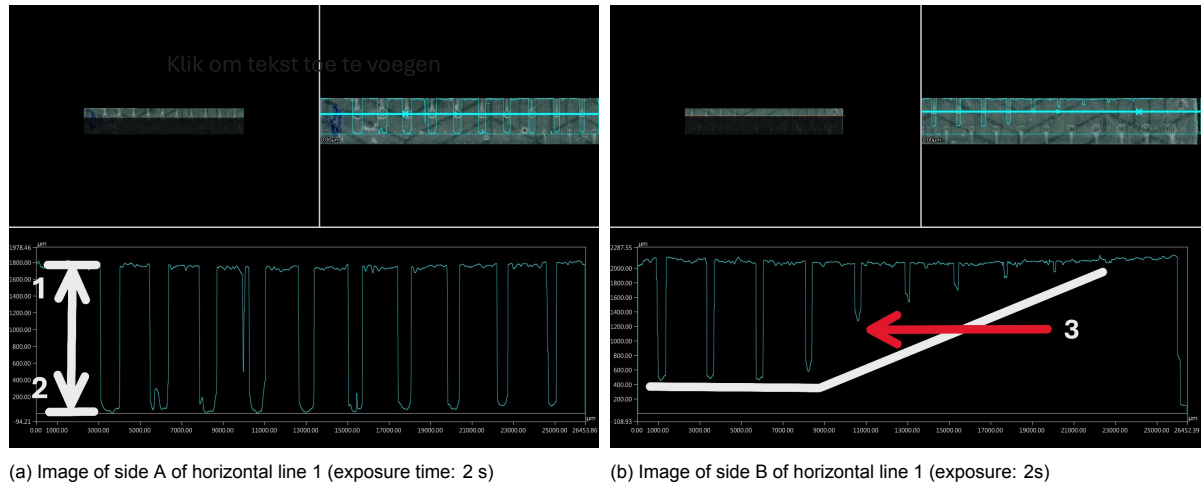 Klik om tekst toe te voegen
0.00μm
0.00μm
μm
1978.46
1800.00
1600.00
1400.00
1200.00
1000.00
800.00
600.00
400.00
200.00
-94.21
1
2
μm
0.00 1000.00 3000.00 5000.00 7000.00 9000.00 11000.00 13000.00 15000.00 17000.00 19000.00 21000.00 23000.00 25000.00 26453.86
μm
2287.55
2000.00
1800.00
1600.00
1400.00
1200.00
1000.00
800.00
600.00
400.00
200.00
-108.93
3
μm
0.00 1000.00 3000.00 5000.00 7000.00 9000.00 11000.00 13000.00 15000.00 17000.00 19000.00 21000.00 23000.00 25000.00 26452.39
(a) Image of side A of horizontal line 1 (exposure time: 2 s)
(b) Image of side B of horizontal line 1 (exposure: 2s)